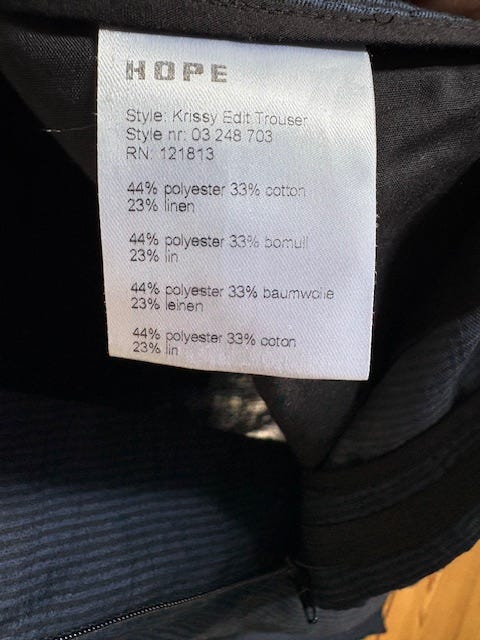 HOPE
Style: Krissy Edit Trouser
Style nr: 03 248 703
RN: 121813
44% polyester 33% cotton
23% linen
44% polyester 33% bomull
23% lin
44% polyester 33% baumwolle
23% leinen
44% polyester 33% coton
23% lin